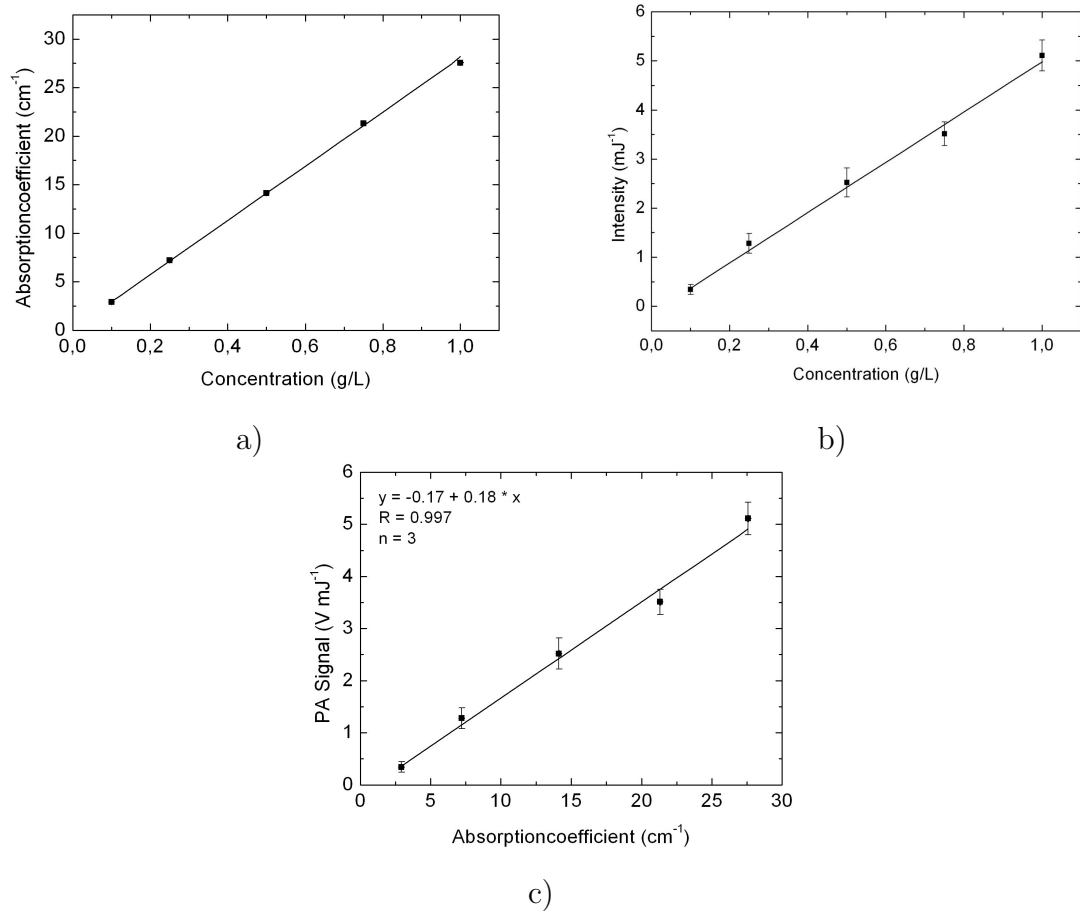 30
25
20
15
10
5
0
0,0 0,2 0,4 0,6 0,8 1,0
Absorptioncoefficient (cm⁻¹)
Concentration (g/L)
a)
6
5
4
3
2
1
0
0,0 0,2 0,4 0,6 0,8 1,0
Intensity (mJ⁻¹)
Concentration (g/L)
b)
y = -0.17 + 0.18 * x
R = 0.997
n = 3
6
5
4
3
2
1
0
0 5 10 15 20 25 30
PA Signal (V mJ⁻¹)
Absorptioncoefficient (cm⁻¹)
c)